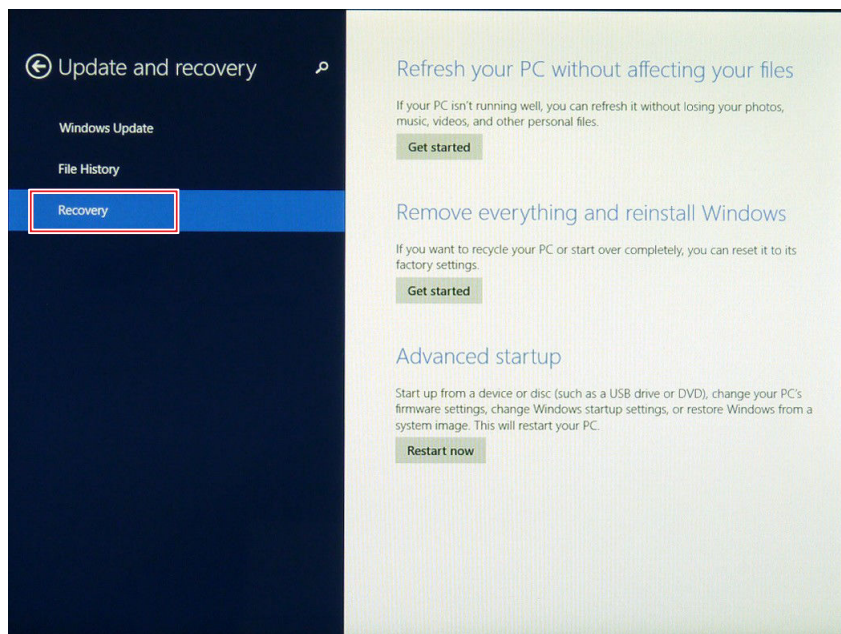 Update and recovery
Windows Update
File History
Recovery
Refresh your PC without affecting your files
If your PC isn't running well, you can refresh it without losing your photos,
music, videos, and other personal files.
Get started
Remove everything and reinstall Windows
If you want to recycle your PC or start over completely, you can reset it to its
factory settings.
Get started
Advanced startup
Start up from a device or disc (such as a USB drive or DVD), change your PC's
firmware settings, change Windows startup settings, or restore Windows from a
system image. This will restart your PC.
Restart now